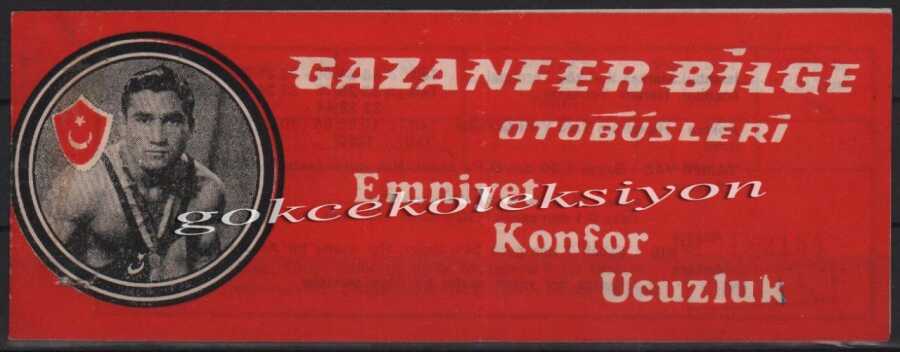 GAZANFER BİLGE
OTOBÜSLERİ
Emniyet
gokcekoleksiyon
Konfor
Ucuzluk